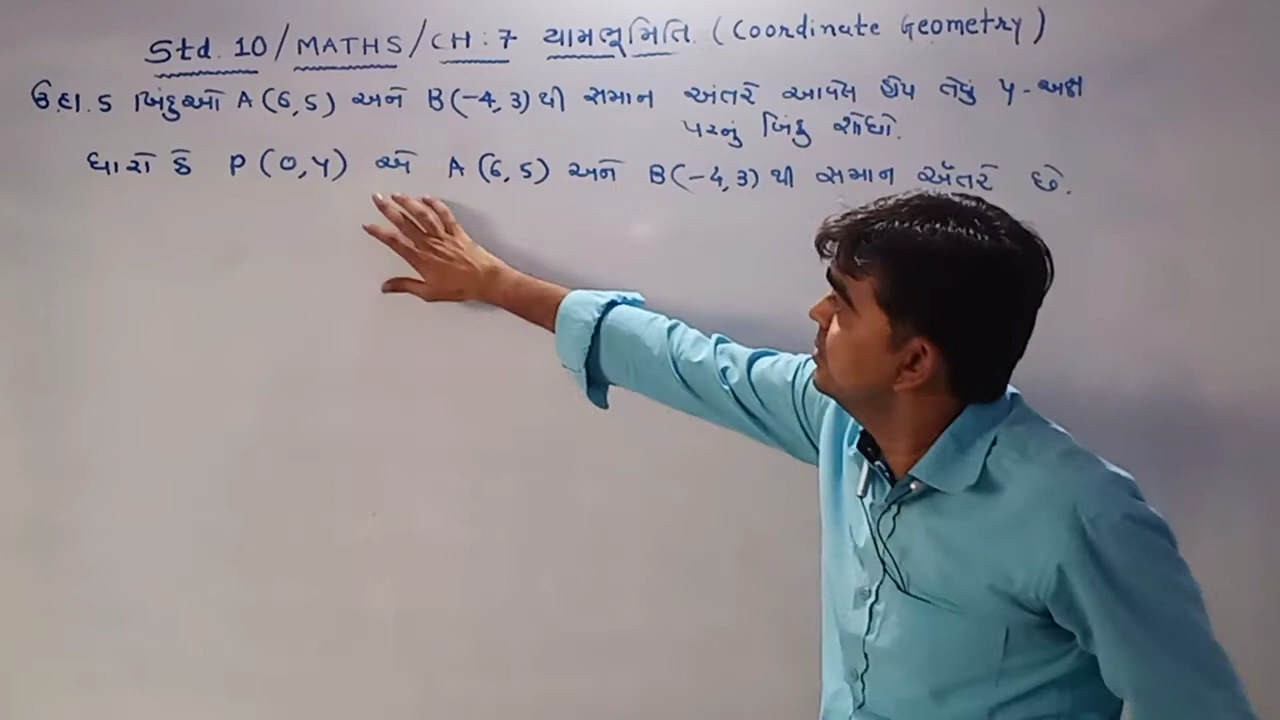 Std. 10/MATHS/CH:7 યામભૂમિતિ. (Coordinate Geometry)
ઉદા.5 બિંદુઓ A(6,5) અને B(-4,3)થી સમાન અંતરે આવેલ હોય તેવું y-અક્ષ
પરનું બિંદુ શોધો.
ધારો કે P(0,y) એ A(6,5) અને B(-4,3)થી સમાન અંતરે છે.